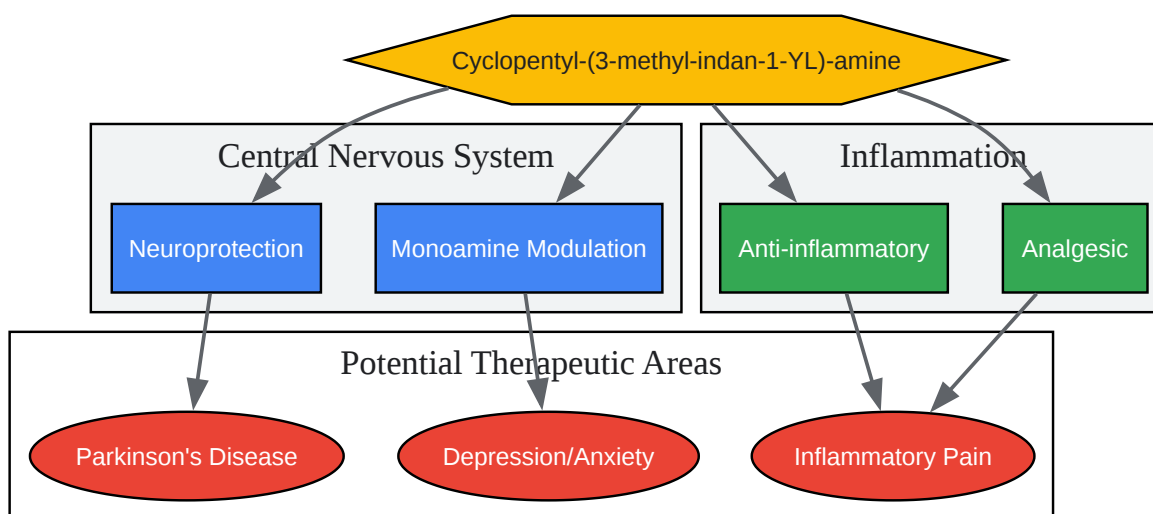 Cyclopentyl-(3-methyl-indan-1-YL)-amine
Central Nervous System
Inflammation
Neuroprotection
Monoamine Modulation
Anti-inflammatory
Analgesic
Potential Therapeutic Areas
Parkinson's Disease
Depression/Anxiety
Inflammatory Pain